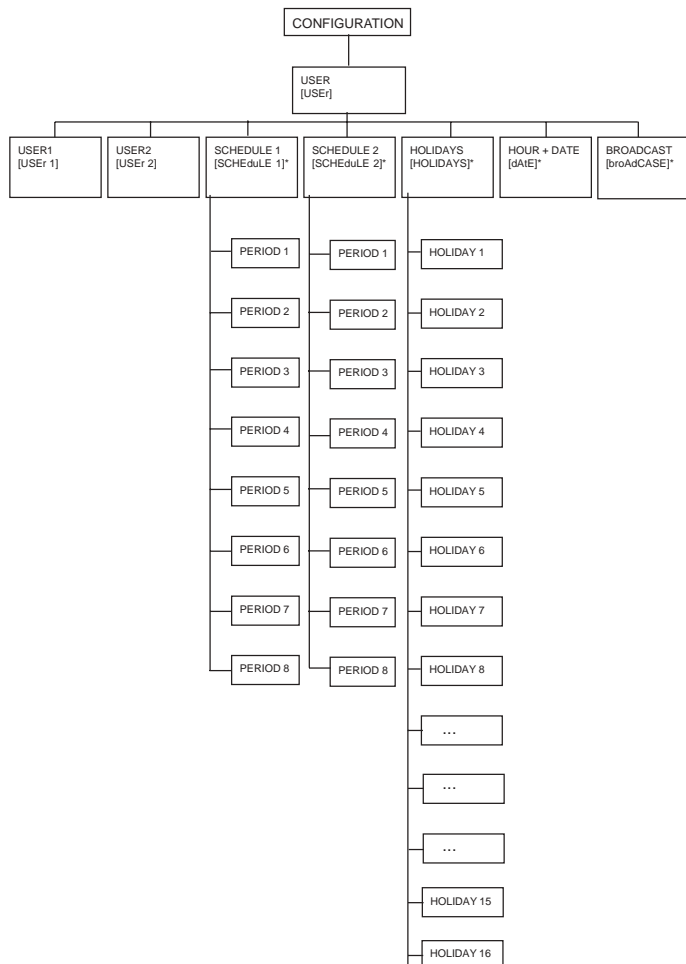 CONFIGURATION
USER
[USEr]
USER1
[USEr 1]
USER2
[USEr 2]
SCHEDULE 1
[SCHEduLE 1]*
SCHEDULE 2
[SCHEduLE 2]*
HOLIDAYS
[HOLIDAYS]*
HOUR + DATE
[dAtE]*
BROADCAST
[broAdCASE]*
PERIOD 1
PERIOD 2
PERIOD 3
PERIOD 4
PERIOD 5
PERIOD 6
PERIOD 7
PERIOD 8
PERIOD 1
PERIOD 2
PERIOD 3
PERIOD 4
PERIOD 5
PERIOD 6
PERIOD 7
PERIOD 8
HOLIDAY 1
HOLIDAY 2
HOLIDAY 3
HOLIDAY 4
HOLIDAY 5
HOLIDAY 6
HOLIDAY 7
HOLIDAY 8
...
...
...
HOLIDAY 15
HOLIDAY 16